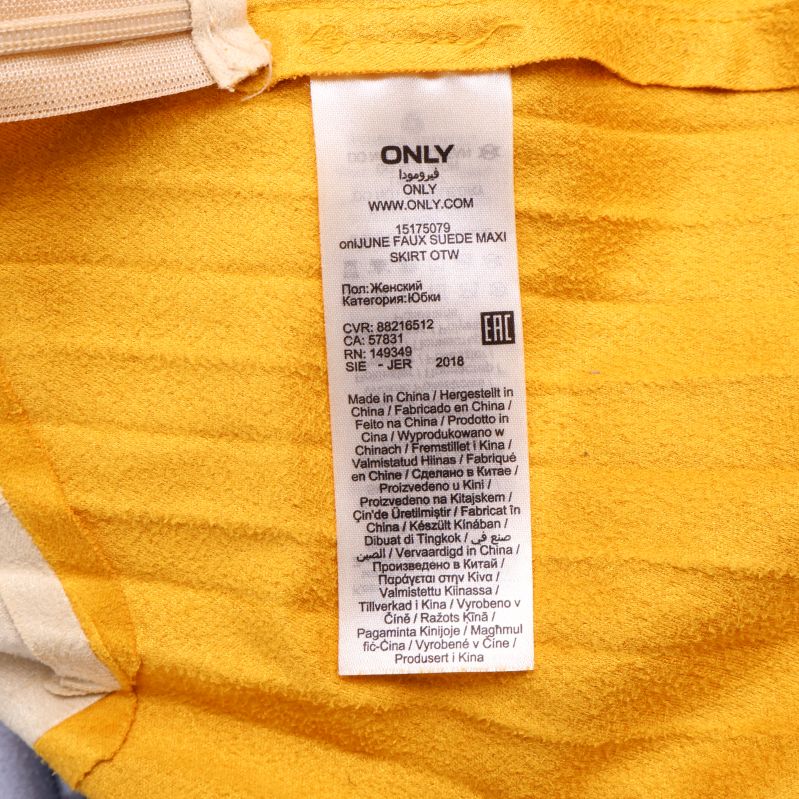 ONLY
فيرومودا
ONLY
WWW.ONLY.COM
15175079
onlJUNE FAUX SUEDE MAXI
SKIRT OTW
Пол:Женский
Категория:Юбки
CVR: 88216512
CA: 57831
RN: 149349
SIE - JER 2018
EAC
Made in China / Hergestellt in
China / Fabricado en China /
Feito na China / Prodotto in
Cina / Wyprodukowano w
Chinach / Fremstillet i Kina /
Valmistatud Hiinas / Fabriqué
en Chine / Сделано в Китае /
Proizvedeno u Kini /
Proizvedeno na Kitajskem /
Çin'de Üretilmiştir / Fabricat în
China / Készült Kínában /
Dibuat di Tingkok / صنع في
الصين / Vervaardigd in China /
Произведено в Китай /
Παράγεται στην Κίνα /
Valmistettu Kiinassa /
Tillverkad i Kina / Vyrobeno v
Číně / Ražots Ķīnā /
Pagaminta Kinijoje / Magħmul
fiċ-Ċina / Vyrobené v Číne /
Produsert i Kina